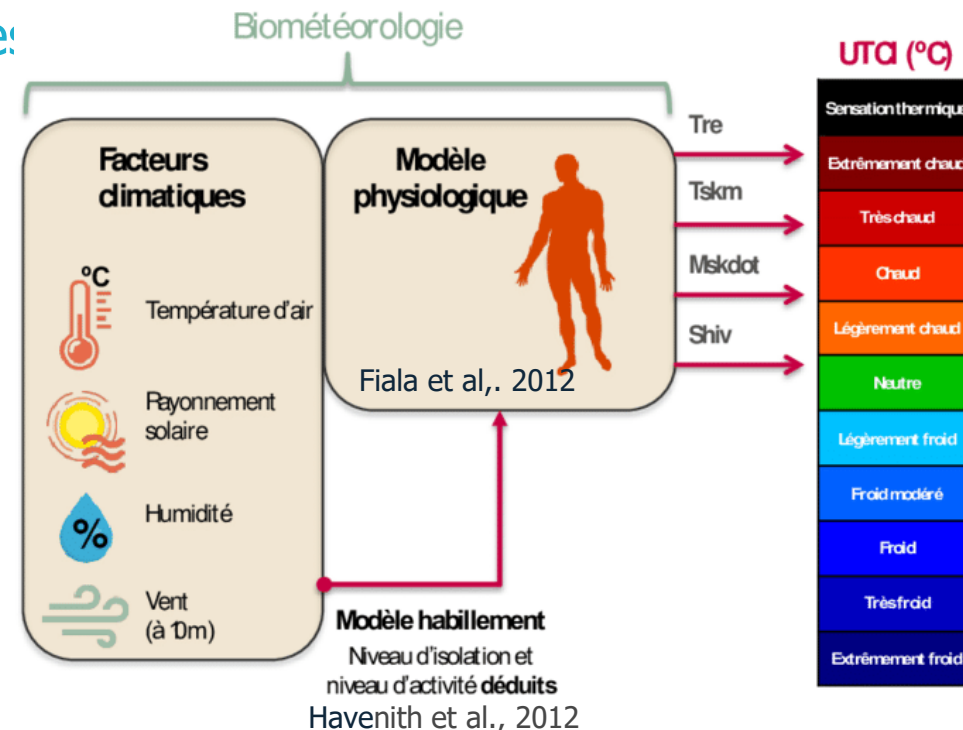 Biométéorologie
Facteurs
climatiques
°C
Température d'air
Rayonnement
solaire
%
Humidité
Vent
(à 10m)
Modèle
physiologique
Fiala et al,. 2012
Modèle habillement
Niveau d'isolation et
niveau d'activité déduits
Havenith et al., 2012
Tre
Tskm
Mskdot
Shiv
UTCI (°C)
Sensation thermique
Extrêmement chaud
Très chaud
Chaud
Légèrement chaud
Neutre
Légèrement froid
Froid modéré
Froid
Très froid
Extrêmement froid